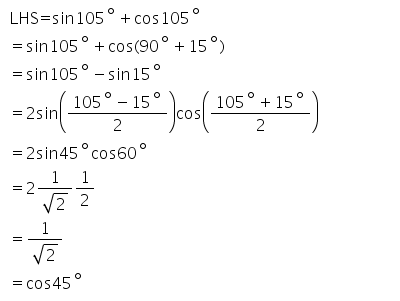 LHS=sin105°+cos105°
=sin105°+cos(90°+15°)
=sin105°−sin15°
=2sin((105°−15°)/2)cos((105°+15°)/2)
=2sin45°cos60°
=2 1/√2 1/2
=1/√2
=cos45°